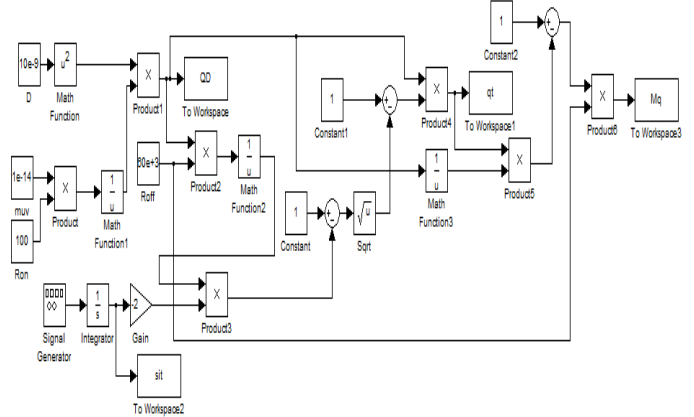 1
Constant2
10e-9
D
u²
Math
Function
×
Product1
QD
To Workspace
1
Constant1
×
Product4
qt
To Workspace1
×
Product6
Mq
To Workspace3
1e-14
muv
×
Product
1
u
Math
Function1
60e+3
Roff
×
Product2
1
u
Math
Function2
1
u
Math
Function3
×
Product5
100
Ron
1
Constant
√u
Sqrt
×
Product3
Signal
Generator
1
s
Integrator
-2
Gain
sit
To Workspace2